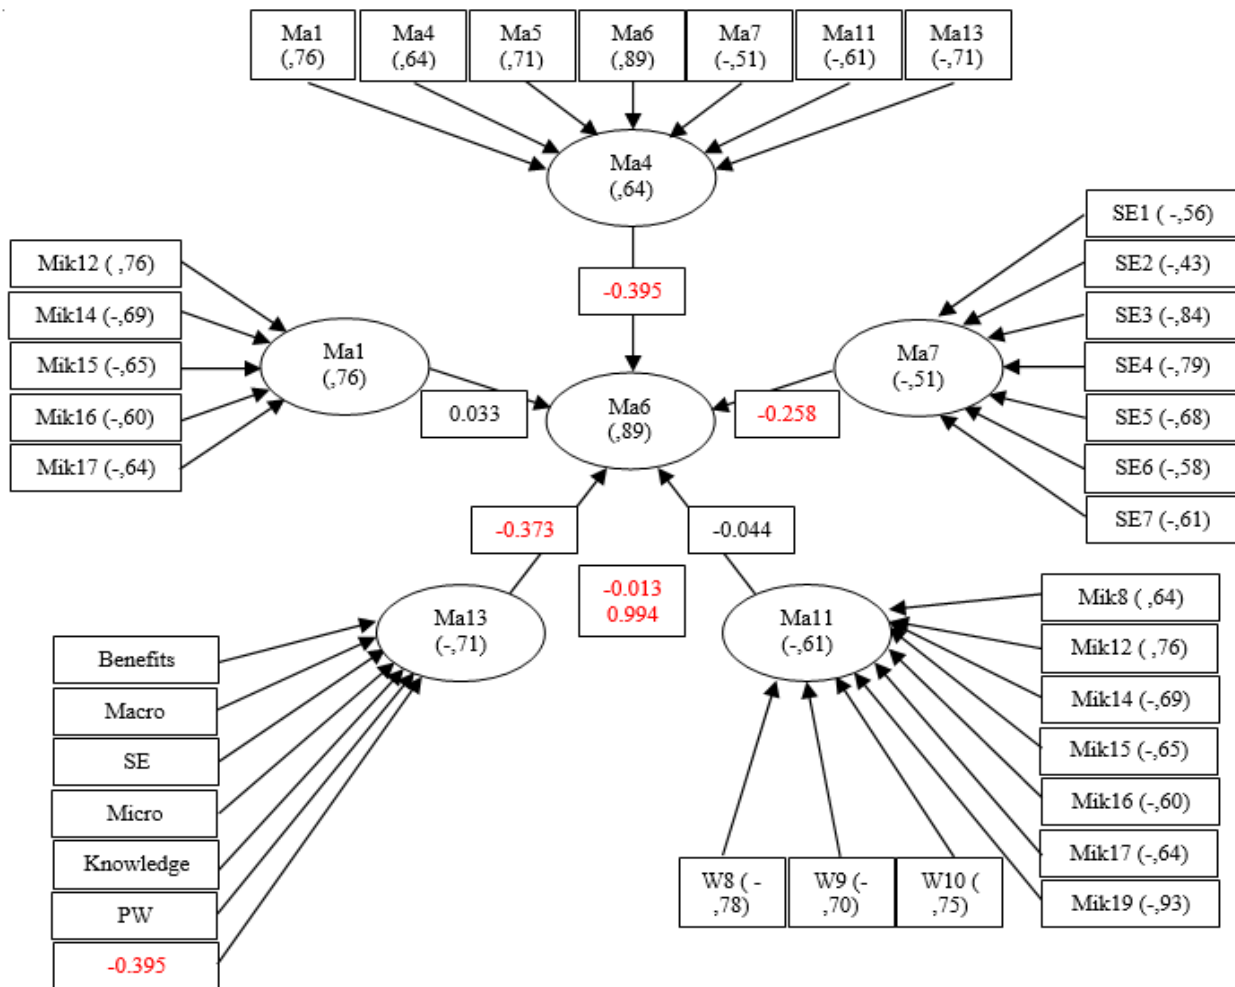 Ma1
(,76)
Ma4
(,64)
Ma5
(,71)
Ma6
(,89)
Ma7
(-,51)
Ma11
(-,61)
Ma13
(-,71)
Ma4
(,64)
SE1 ( -,56)
SE2 (-,43)
SE3 (-,84)
SE4 (-,79)
SE5 (-,68)
SE6 (-,58)
SE7 (-,61)
Mik12 ( ,76)
Mik14 (-,69)
Mik15 (-,65)
Mik16 (-,60)
Mik17 (-,64)
-0.395
Ma1
(,76)
Ma7
(-,51)
0.033
Ma6
(,89)
-0.258
-0.373
-0.044
-0.013
0.994
Ma13
(-,71)
Ma11
(-,61)
Benefits
Macro
SE
Micro
Knowledge
PW
-0.395
Mik8 ( ,64)
Mik12 ( ,76)
Mik14 (-,69)
Mik15 (-,65)
Mik16 (-,60)
Mik17 (-,64)
Mik19 (-,93)
W8 ( -
,78)
W9 (-
,70)
W10 (
,75)